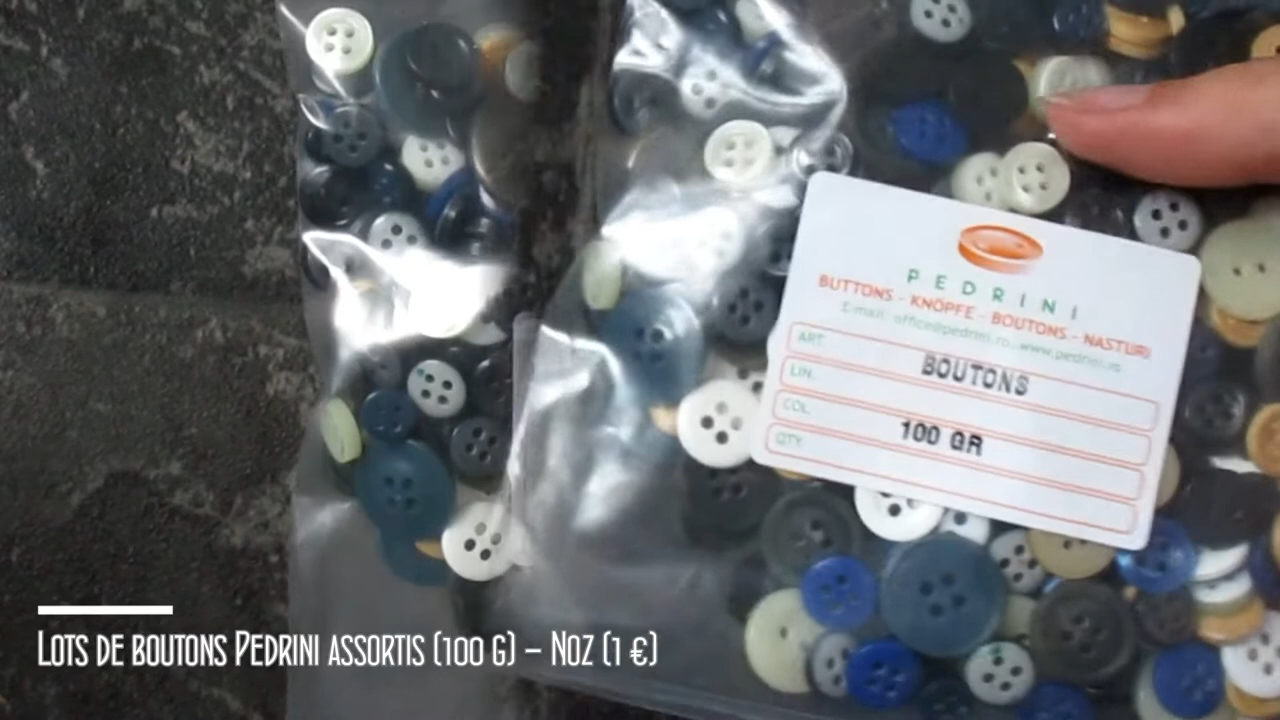 PEDRINI
BUTTONS - KNÖPFE - BOUTONS - NASTURI
E-mail: office@pedrini.ro, www.pedrini.ro
ART.
BOUTONS
LIN.
COL.
100 GR
QTY.
Lots de boutons Pedrini assortis (100 g) – Noz (1 €)